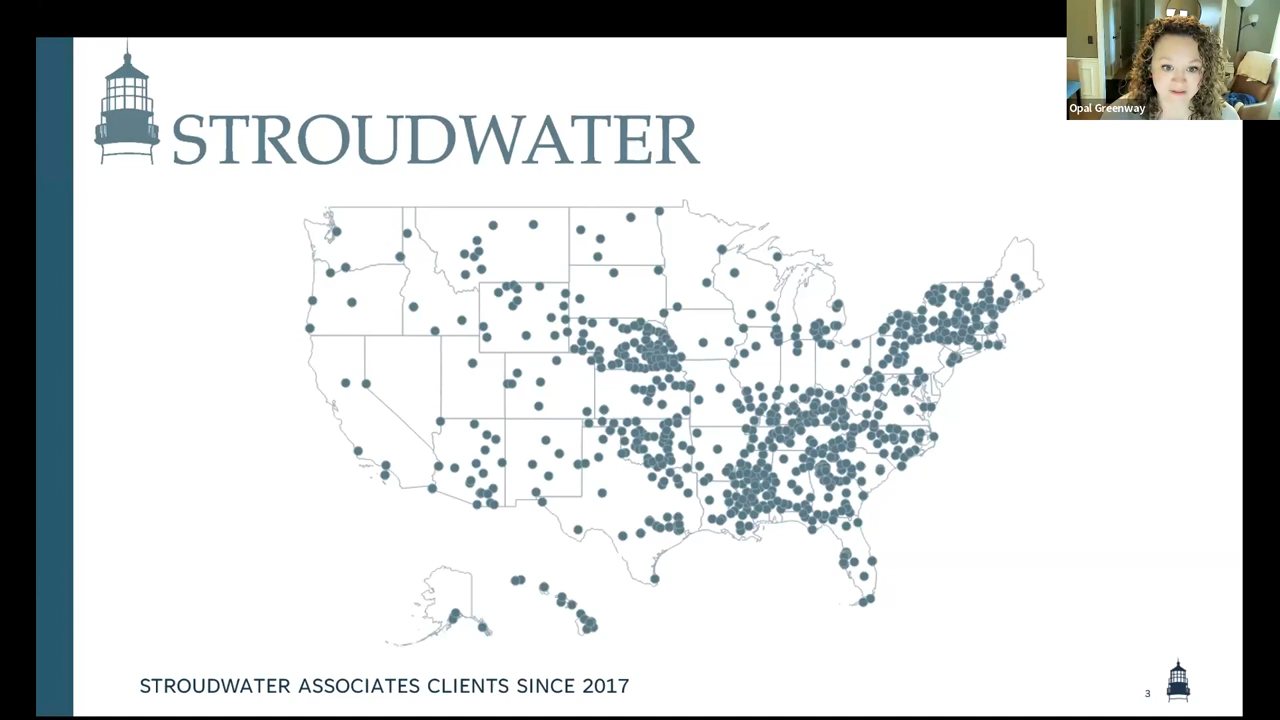 Opal Greenway
STROUDWATER
STROUDWATER ASSOCIATES CLIENTS SINCE 2017
3